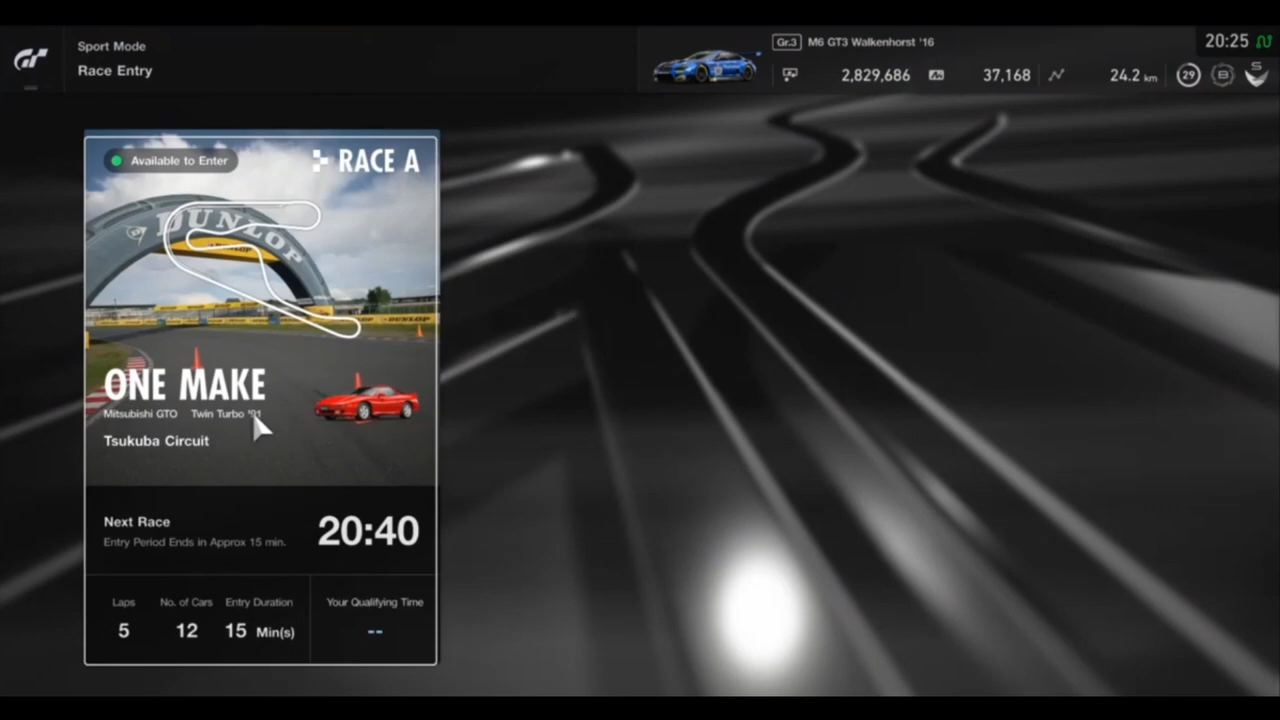 Sport Mode
Race Entry
Gr.3 M6 GT3 Walkenhorst '16
2,829,686 37,168 24.2 km 29 B S
20:25
Available to Enter
RACE A
DUNLOP
ONE MAKE
Mitsubishi GTO Twin Turbo '91
Tsukuba Circuit
Next Race
20:40
Entry Period Ends in Approx 15 min.
Laps No. of Cars Entry Duration Your Qualifying Time
5 12 15 Min(s) --